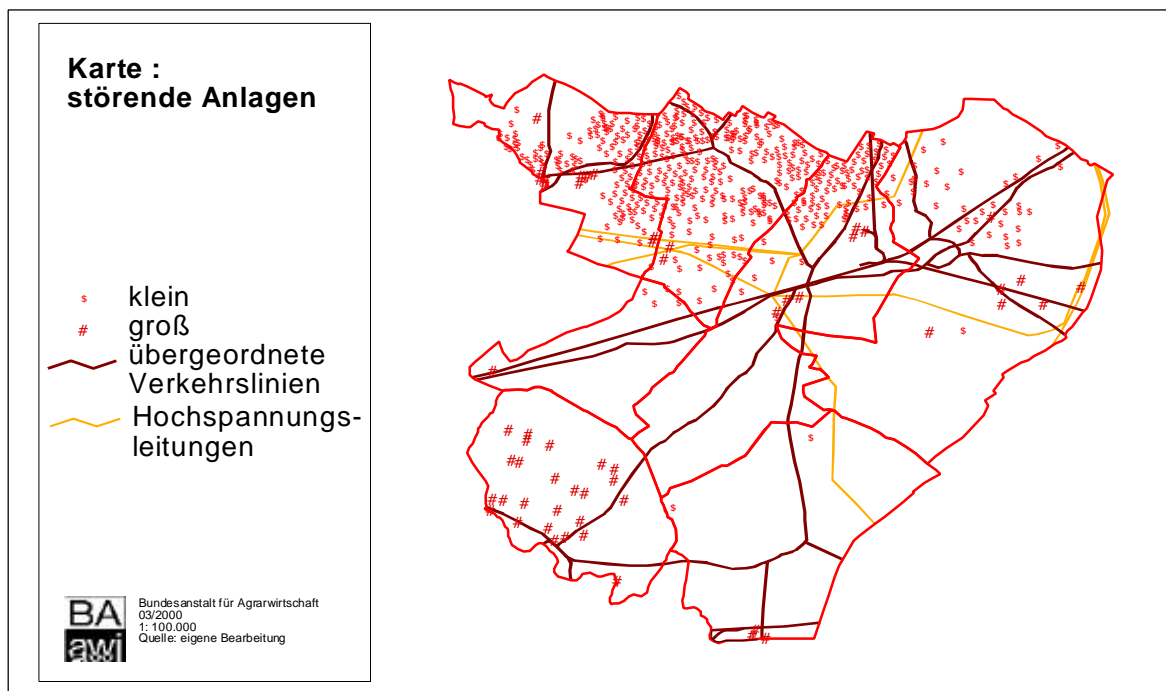 Karte :
störende Anlagen
$ klein
# groß
übergeordnete
Verkehrslinien
Hochspannungs-
leitungen
BA
awi
Bundesanstalt für Agrarwirtschaft
03/2000
1: 100.000
Quelle: eigene Bearbeitung